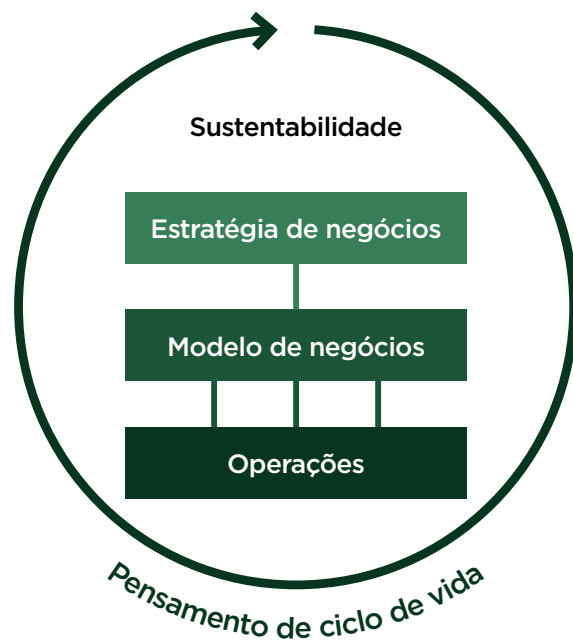 Sustentabilidade
Estratégia de negócios
Modelo de negócios
Operações
Pensamento de ciclo de vida